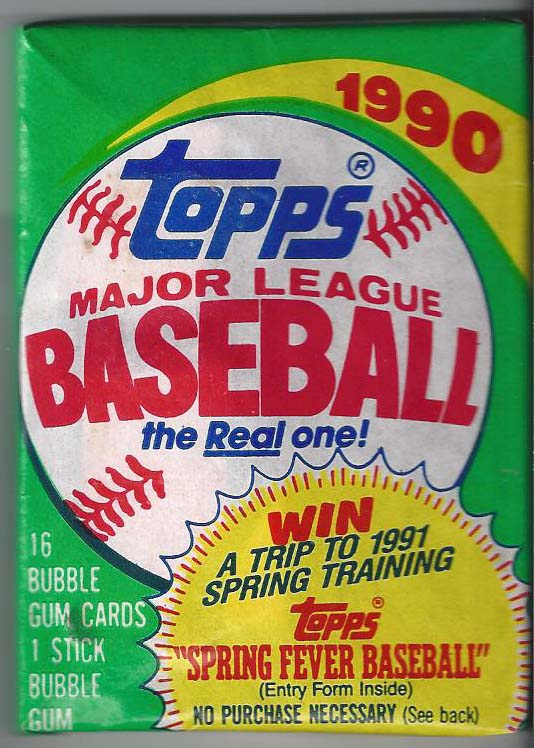 1990
TOPPS®
MAJOR LEAGUE
BASEBALL
the Real one!
16
BUBBLE
GUM CARDS
1 STICK
BUBBLE
GUM
WIN
A TRIP TO 1991
SPRING TRAINING
TOPPS®
"SPRING FEVER BASEBALL"
(Entry Form Inside)
NO PURCHASE NECESSARY (See back)